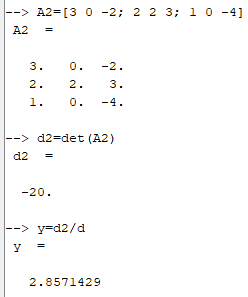 --> A2=[3 0 -2; 2 2 3; 1 0 -4]
A2  =
3.   0.  -2.
2.   2.   3.
1.   0.  -4.
--> d2=det(A2)
d2  =
-20.
--> y=d2/d
y  =
2.8571429